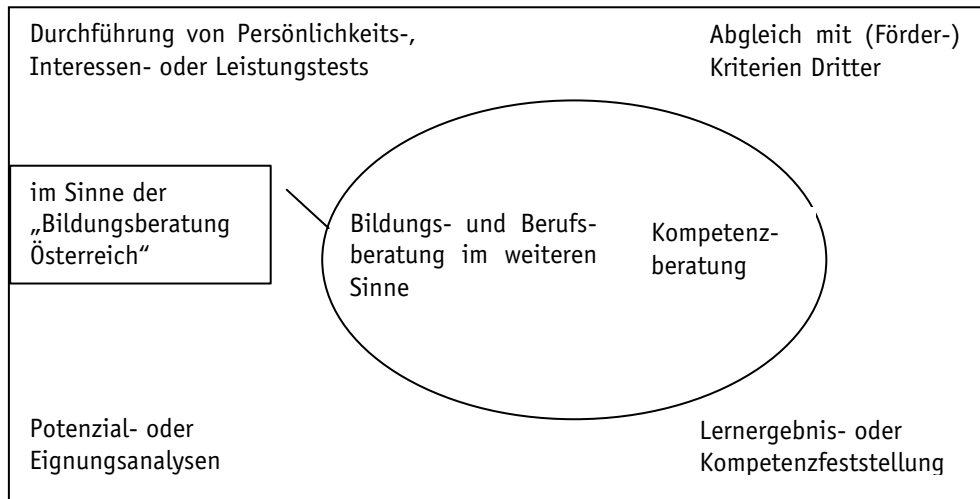 Durchführung von Persönlichkeits-,
Interessen- oder Leistungstests
Abgleich mit (Förder-)
Kriterien Dritter
im Sinne der
„Bildungsberatung
Österreich“
Bildungs- und Berufs-
beratung im weiteren
Sinne
Kompetenz-
beratung
Potenzial- oder
Eignungsanalysen
Lernergebnis- oder
Kompetenzfeststellung